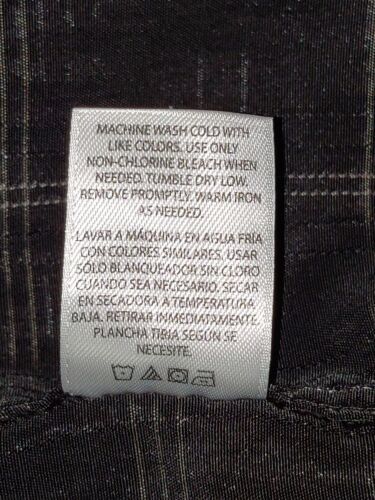 MACHINE WASH COLD WITH
LIKE COLORS. USE ONLY
NON-CHLORINE BLEACH WHEN
NEEDED. TUMBLE DRY LOW.
REMOVE PROMPTLY. WARM IRON
AS NEEDED.
LAVAR A MÁQUINA EN AGUA FRÍA
CON COLORES SIMILARES. USAR
SÓLO BLANQUEADOR SIN CLORO
CUANDO SEA NECESARIO. SECAR
EN SECADORA A TEMPERATURA
BAJA. RETIRAR INMEDIATAMENTE.
PLANCHA TIBIA SEGÚN SE
NECESITE.